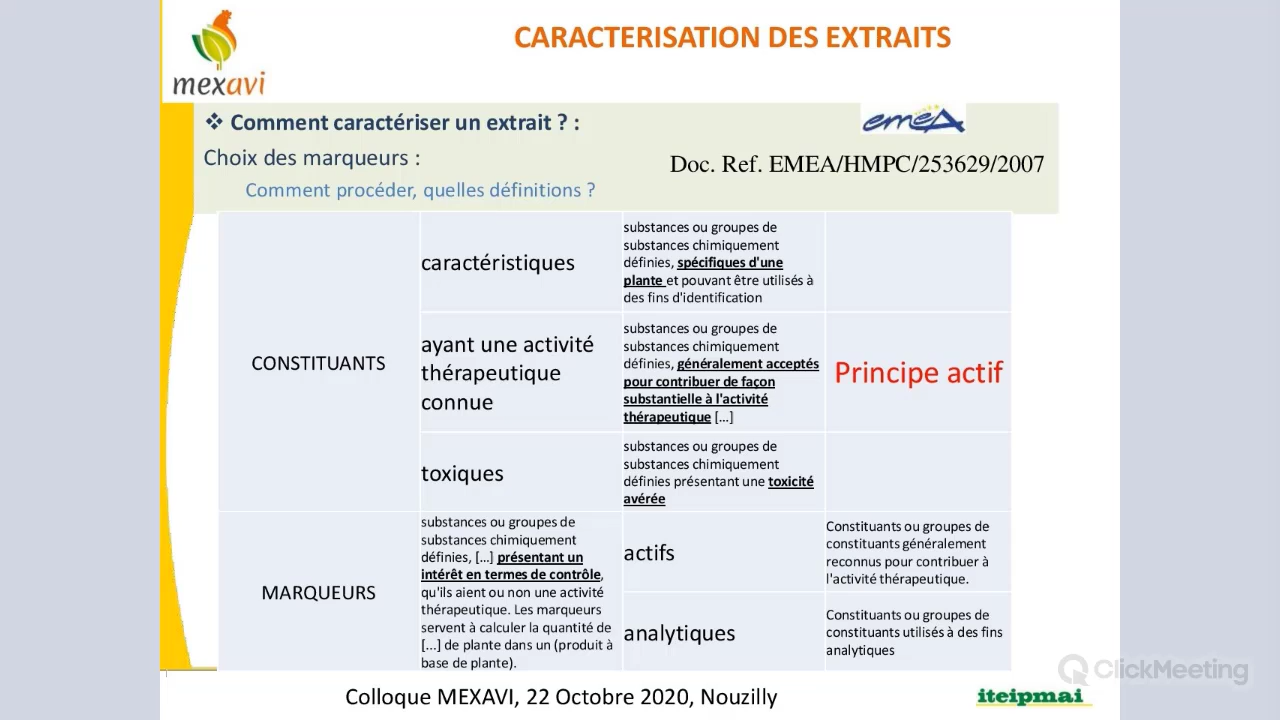 mexavi
CARACTERISATION DES EXTRAITS
❖ Comment caractériser un extrait ? :
emeA
Choix des marqueurs :
Doc. Ref. EMEA/HMPC/253629/2007
Comment procéder, quelles définitions ?
CONSTITUANTS
caractéristiques
substances ou groupes de
substances chimiquement
définies, spécifiques d'une
plante et pouvant être utilisés à
des fins d'identification
ayant une activité
thérapeutique
connue
substances ou groupes de
substances chimiquement
définies, généralement acceptés
pour contribuer de façon
substantielle à l'activité
thérapeutique [...]
Principe actif
toxiques
substances ou groupes de
substances chimiquement
définies présentant une toxicité
avérée
MARQUEURS
substances ou groupes de
substances chimiquement
définies, [...] présentant un
intérêt en termes de contrôle,
qu'ils aient ou non une activité
thérapeutique. Les marqueurs
servent à calculer la quantité de
[...] de plante dans un (produit à
base de plante).
actifs
Constituants ou groupes de
constituants généralement
reconnus pour contribuer à
l'activité thérapeutique.
analytiques
Constituants ou groupes de
constituants utilisés à des fins
analytiques
ClickMeeting
Colloque MEXAVI, 22 Octobre 2020, Nouzilly
iteipmai